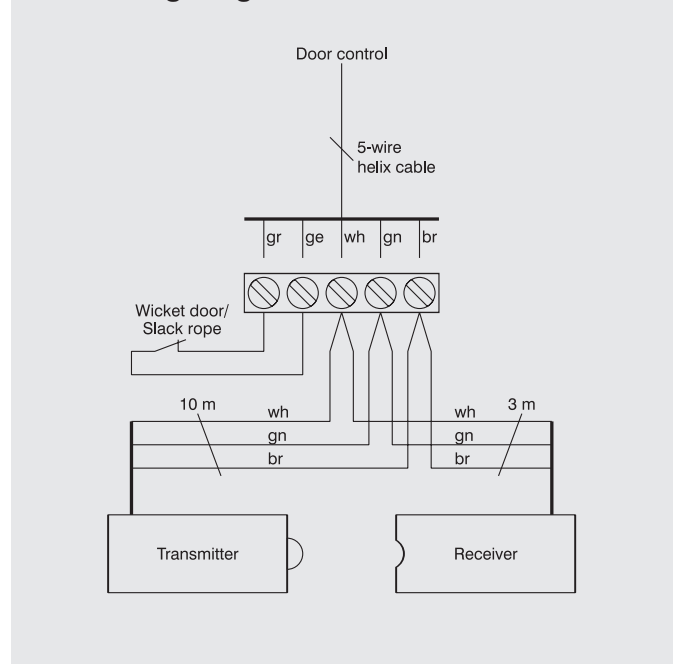 Door control
5-wire
helix cable
gr ge wh gn br
Wicket door/
Slack rope
10 m
wh
wh
3 m
gn
gn
br
br
Transmitter
Receiver